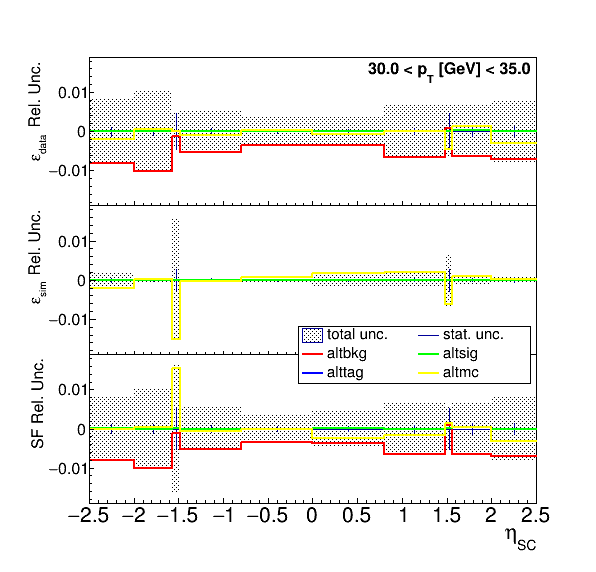 30.0 < p_T [GeV] < 35.0
ε_data Rel. Unc.
0.01
0
−0.01
ε_sim Rel. Unc.
0.01
0
−0.01
total unc. stat. unc.
altbkg altsig
alttag altmc
SF Rel. Unc.
0.01
0
−0.01
−2.5 −2 −1.5 −1 −0.5 0 0.5 1 1.5 2 2.5
η_SC